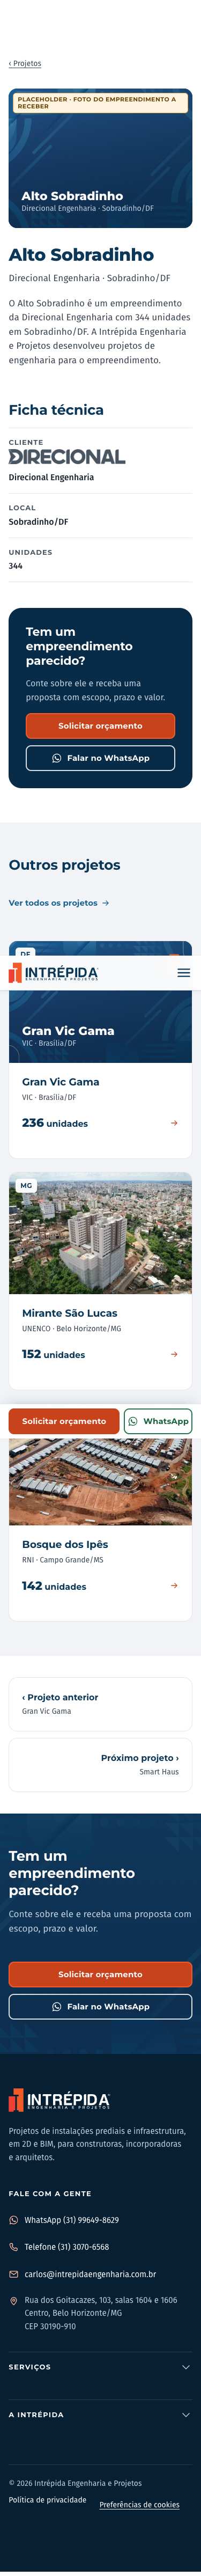 ‹ Projetos
PLACEHOLDER · FOTO DO EMPREENDIMENTO A
RECEBER
Alto Sobradinho
Direcional Engenharia · Sobradinho/DF
Alto Sobradinho
Direcional Engenharia · Sobradinho/DF
O Alto Sobradinho é um empreendimento
da Direcional Engenharia com 344 unidades
em Sobradinho/DF. A Intrépida Engenharia
e Projetos desenvolveu projetos de
engenharia para o empreendimento.
Ficha técnica
CLIENTE
DIRECIONAL
Direcional Engenharia
LOCAL
Sobradinho/DF
UNIDADES
344
Tem um
empreendimento
parecido?
Conte sobre ele e receba uma
proposta com escopo, prazo e valor.
Solicitar orçamento
Falar no WhatsApp
Outros projetos
Ver todos os projetos →
DF
INTRÉPIDA
ENGENHARIA E PROJETOS
Gran Vic Gama
VIC · Brasília/DF
Gran Vic Gama
VIC · Brasília/DF
236 unidades →
MG
Mirante São Lucas
UNENCO · Belo Horizonte/MG
152 unidades →
Solicitar orçamento
WhatsApp
Bosque dos Ipês
RNI · Campo Grande/MS
142 unidades →
‹ Projeto anterior
Gran Vic Gama
Próximo projeto ›
Smart Haus
Tem um
empreendimento
parecido?
Conte sobre ele e receba uma proposta com
escopo, prazo e valor.
Solicitar orçamento
Falar no WhatsApp
INTRÉPIDA
ENGENHARIA E PROJETOS
Projetos de instalações prediais e infraestrutura,
em 2D e BIM, para construtoras, incorporadoras
e arquitetos.
FALE COM A GENTE
WhatsApp (31) 99649-8629
Telefone (31) 3070-6568
carlos@intrepidaengenharia.com.br
Rua dos Goitacazes, 103, salas 1604 e 1606
Centro, Belo Horizonte/MG
CEP 30190-910
SERVIÇOS
A INTRÉPIDA
© 2026 Intrépida Engenharia e Projetos
Política de privacidade
Preferências de cookies